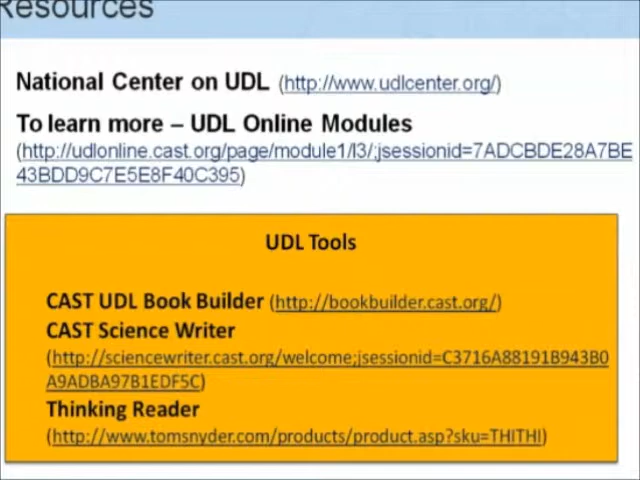 Resources
National Center on UDL (http://www.udlcenter.org/)
To learn more – UDL Online Modules
(http://udlonline.cast.org/page/module1/l3/;jsessionid=7ADCBDE28A7BE
43BDD9C7E5E8F40C395)
UDL Tools
CAST UDL Book Builder (http://bookbuilder.cast.org/)
CAST Science Writer
(http://sciencewriter.cast.org/welcome;jsessionid=C3716A88191B943B0
A9ADBA97B1EDF5C)
Thinking Reader
(http://www.tomsnyder.com/products/product.asp?sku=THITHI)